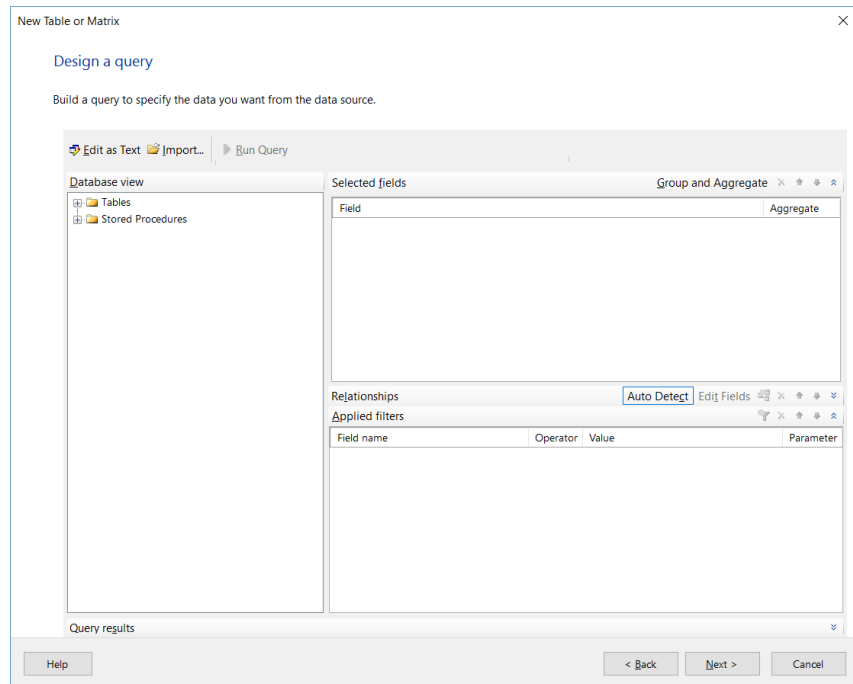 New Table or Matrix
Design a query
Build a query to specify the data you want from the data source.
Edit as Text Import... Run Query
Database view
Tables
Stored Procedures
Selected fields Group and Aggregate
Field Aggregate
Relationships Auto Detect Edit Fields
Applied filters
Field name Operator Value Parameter
Query results
Help < Back Next > Cancel